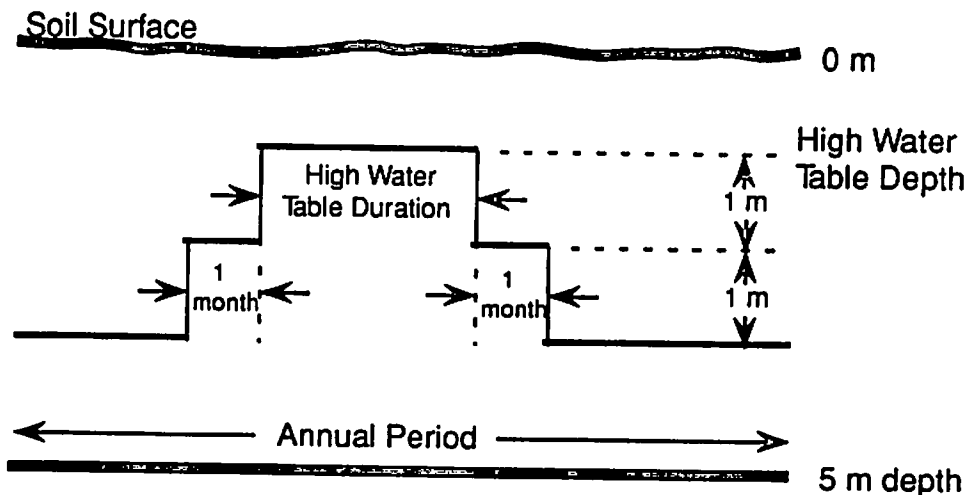 Soil Surface
0 m
High Water
Table Depth
High Water
Table Duration
1 m
1
month
1
month
1 m
Annual Period
5 m depth